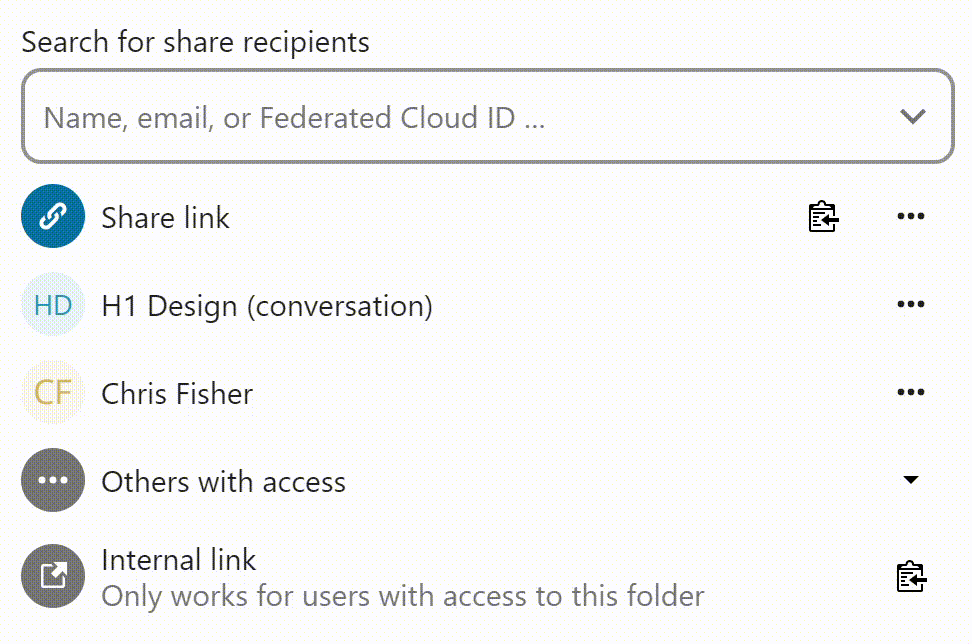 Search for share recipients
Name, email, or Federated Cloud ID ...
Share link
HD H1 Design (conversation)
CF Chris Fisher
Others with access
Internal link
Only works for users with access to this folder